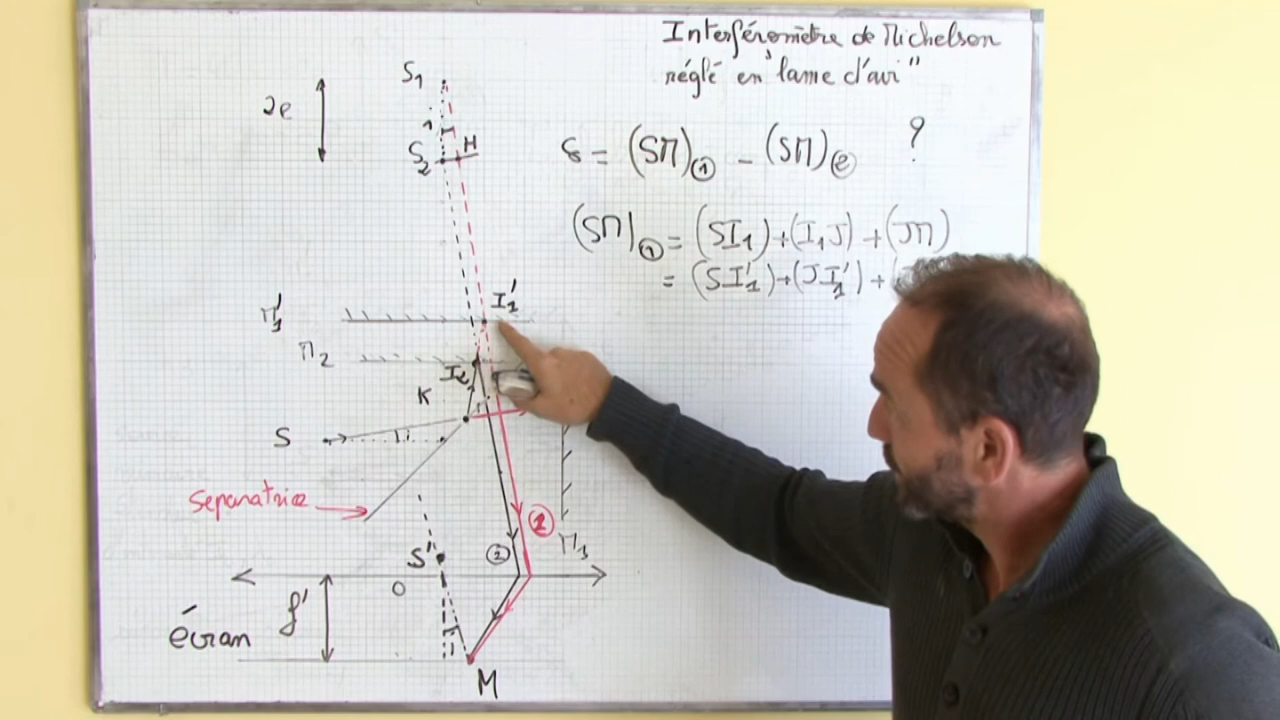 Interféromètre de Michelson
réglé en "lame d'air"
2e
S1
i
S2
H
δ = (SM)① - (SM)② ?
(SM)① = (SI1)+(I1J)+(JM)
= (SI'1)+(JI'1)+
I'1
M'1
M2
I2
K
S
i
séparatrice
①
②
M1
S'
O
f'
écran
i
M